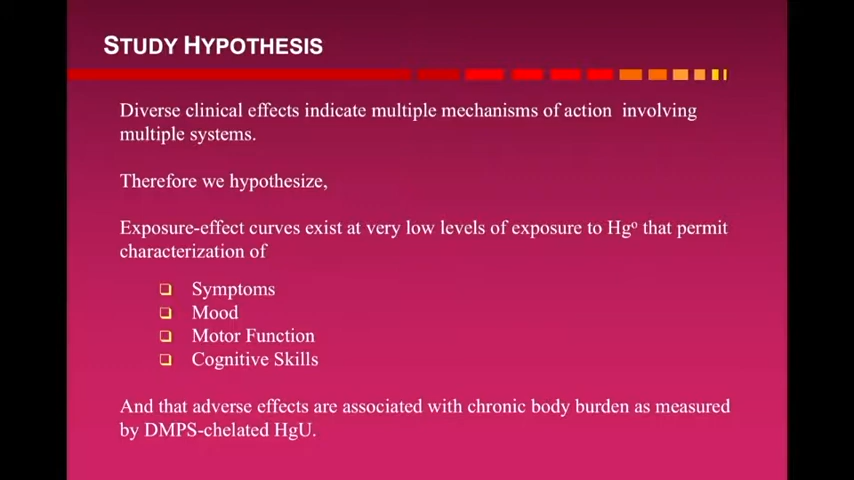 STUDY HYPOTHESIS
Diverse clinical effects indicate multiple mechanisms of action involving
multiple systems.
Therefore we hypothesize,
Exposure-effect curves exist at very low levels of exposure to Hgº that permit
characterization of
❑ Symptoms
❑ Mood
❑ Motor Function
❑ Cognitive Skills
And that adverse effects are associated with chronic body burden as measured
by DMPS-chelated HgU.